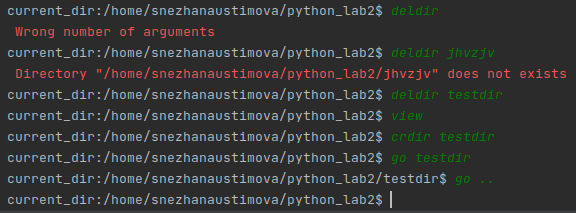 current_dir:/home/snezhanaustimova/python_lab2$ deldir
Wrong number of arguments
current_dir:/home/snezhanaustimova/python_lab2$ deldir jhvzjv
Directory "/home/snezhanaustimova/python_lab2/jhvzjv" does not exists
current_dir:/home/snezhanaustimova/python_lab2$ deldir testdir
current_dir:/home/snezhanaustimova/python_lab2$ view
current_dir:/home/snezhanaustimova/python_lab2$ crdir testdir
current_dir:/home/snezhanaustimova/python_lab2$ go testdir
current_dir:/home/snezhanaustimova/python_lab2/testdir$ go ..
current_dir:/home/snezhanaustimova/python_lab2$